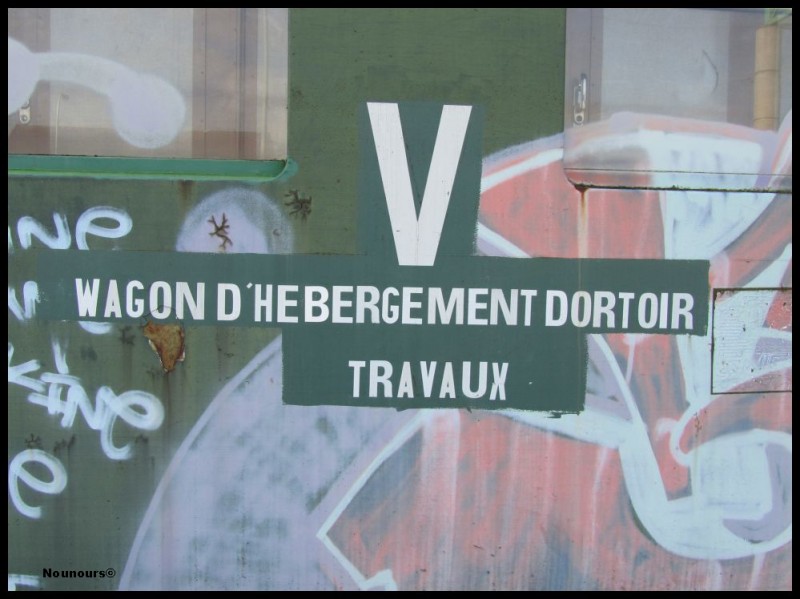 V
WAGON D'HEBERGEMENT DORTOIR
TRAVAUX
Nounours©